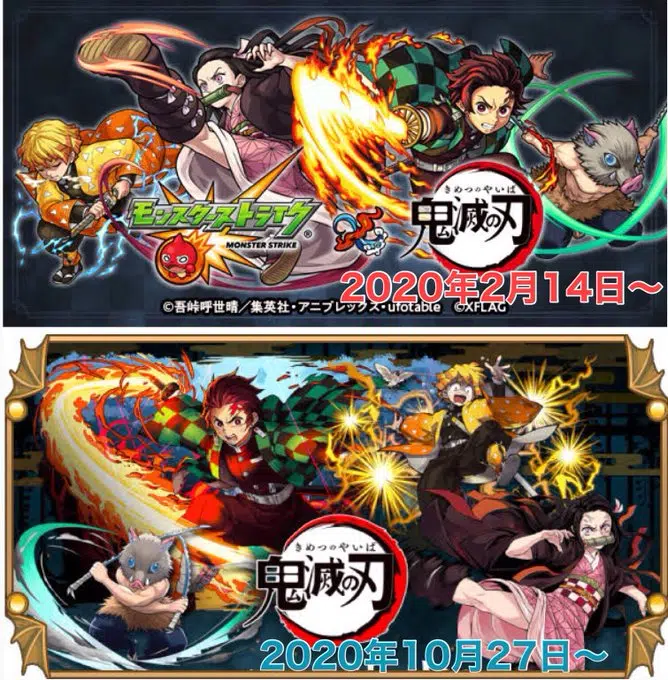 モンスターストライク®
MONSTER STRIKE
きめつのやいば
鬼滅の刃
2020年2月14日〜
©吾峠呼世晴／集英社・アニプレックス・ufotable ©XFLAG
きめつのやいば
鬼滅の刃
2020年10月27日〜